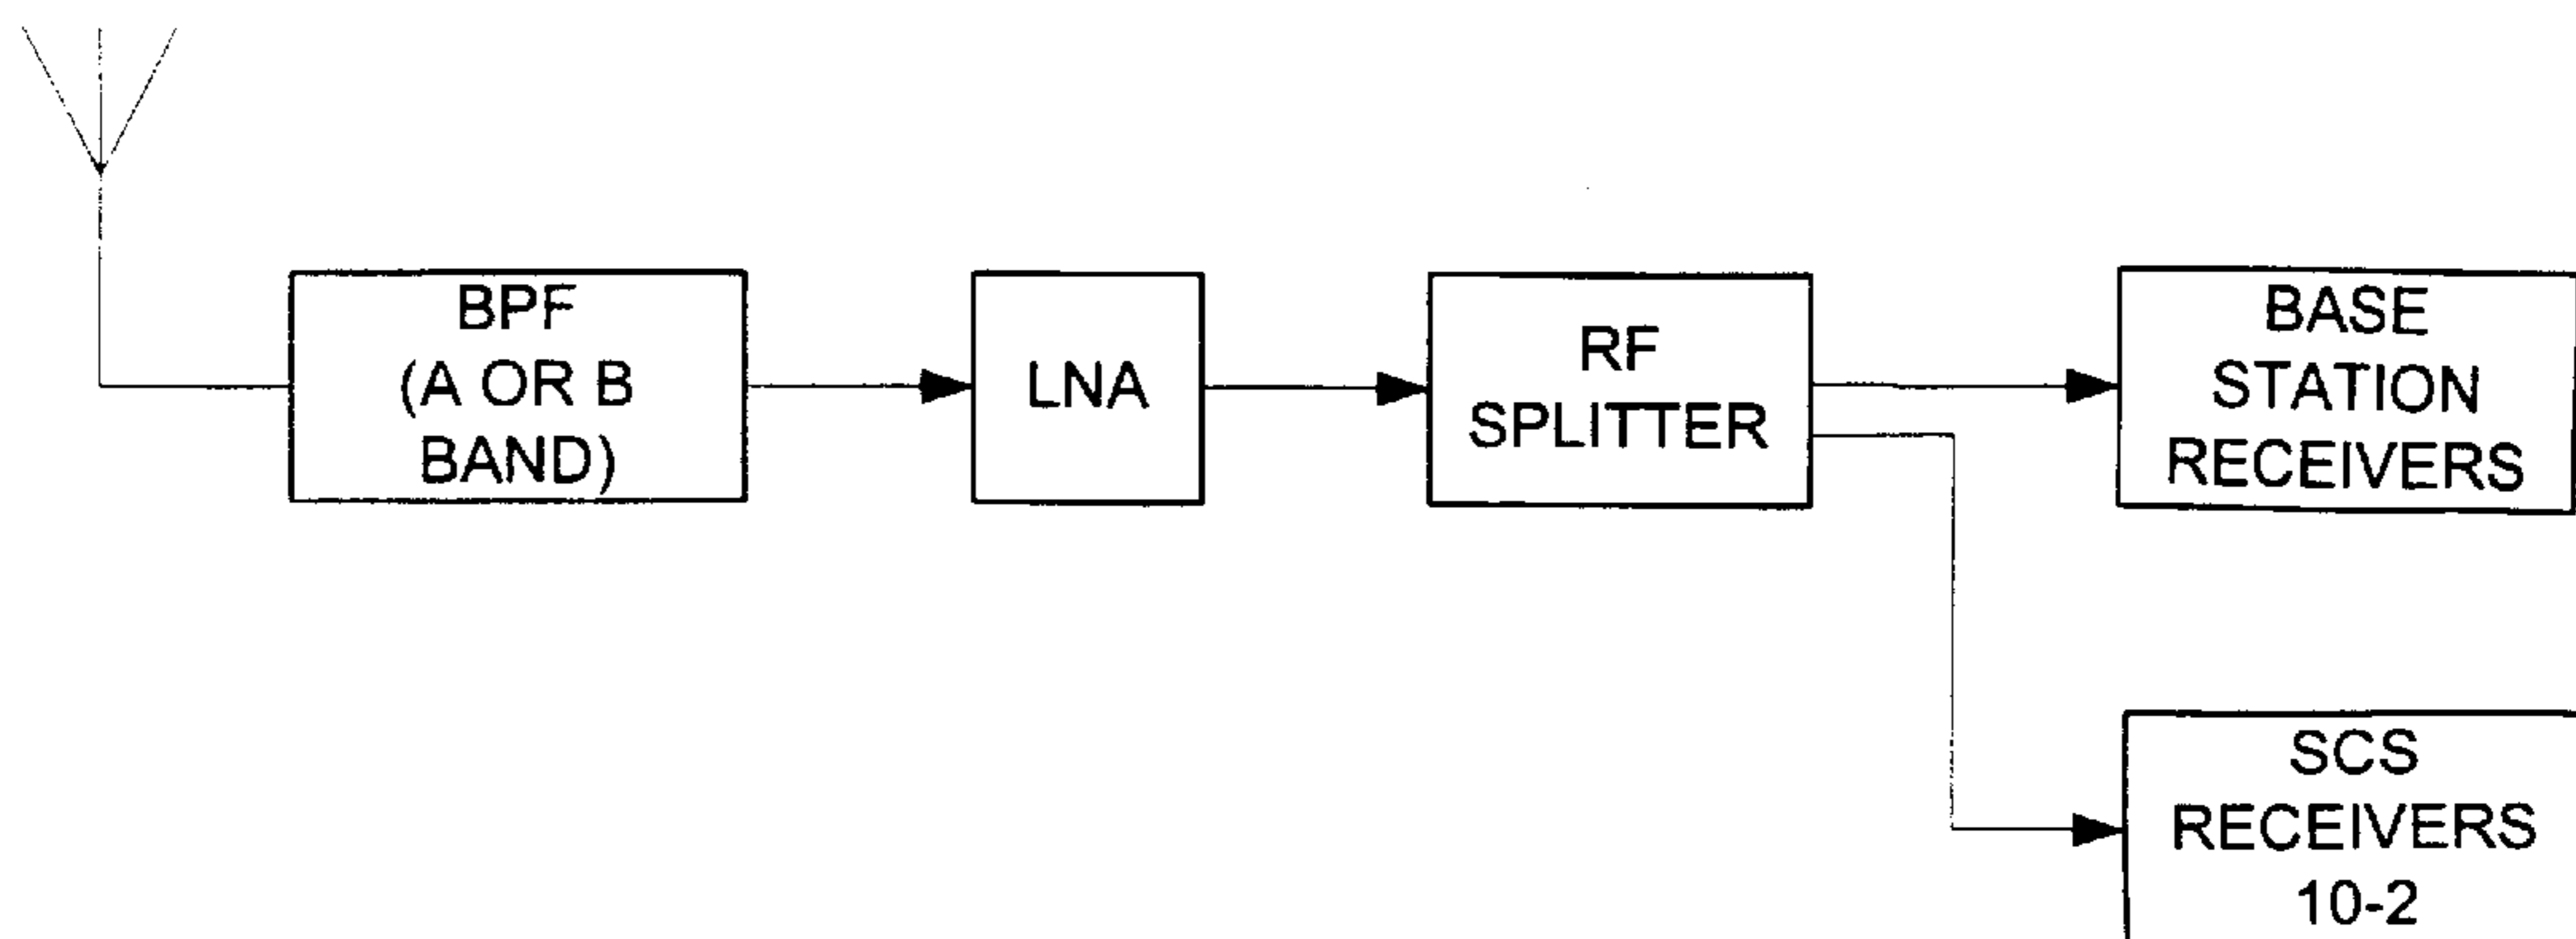 BPF
(A OR B
BAND)
LNA
RF
SPLITTER
BASE
STATION
RECEIVERS
SCS
RECEIVERS
10-2